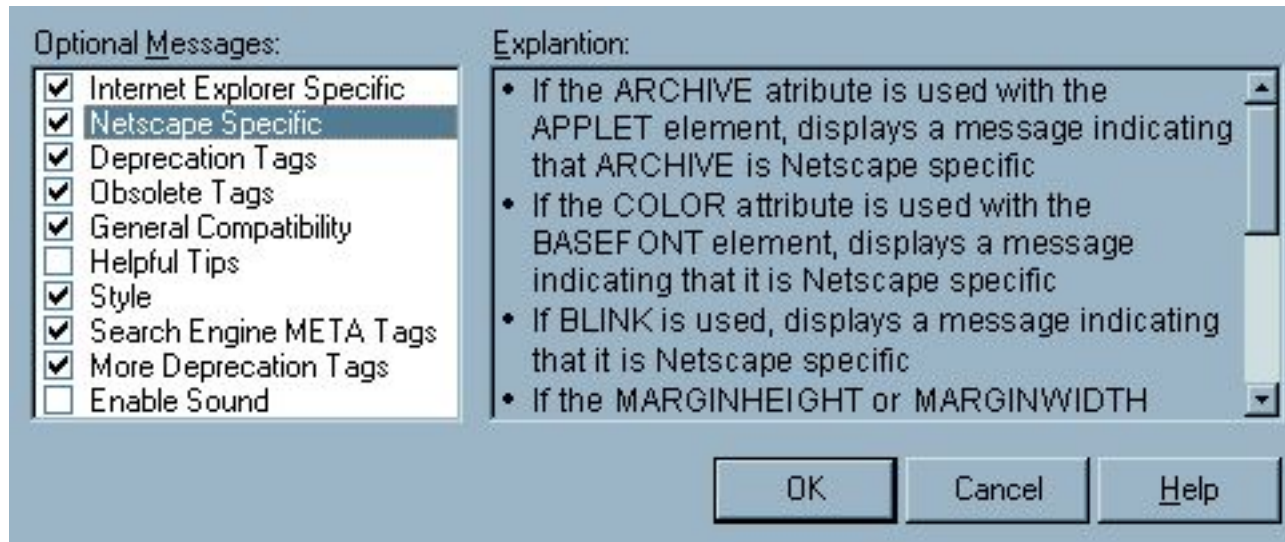 Optional Messages:
Internet Explorer Specific
Netscape Specific
Deprecation Tags
Obsolete Tags
General Compatibility
Helpful Tips
Style
Search Engine META Tags
More Deprecation Tags
Enable Sound
Explantion:
• If the ARCHIVE atribute is used with the
APPLET element, displays a message indicating
that ARCHIVE is Netscape specific
• If the COLOR attribute is used with the
BASEFONT element, displays a message
indicating that it is Netscape specific
• If BLINK is used, displays a message indicating
that it is Netscape specific
• If the MARGINHEIGHT or MARGINWIDTH
OK
Cancel
Help